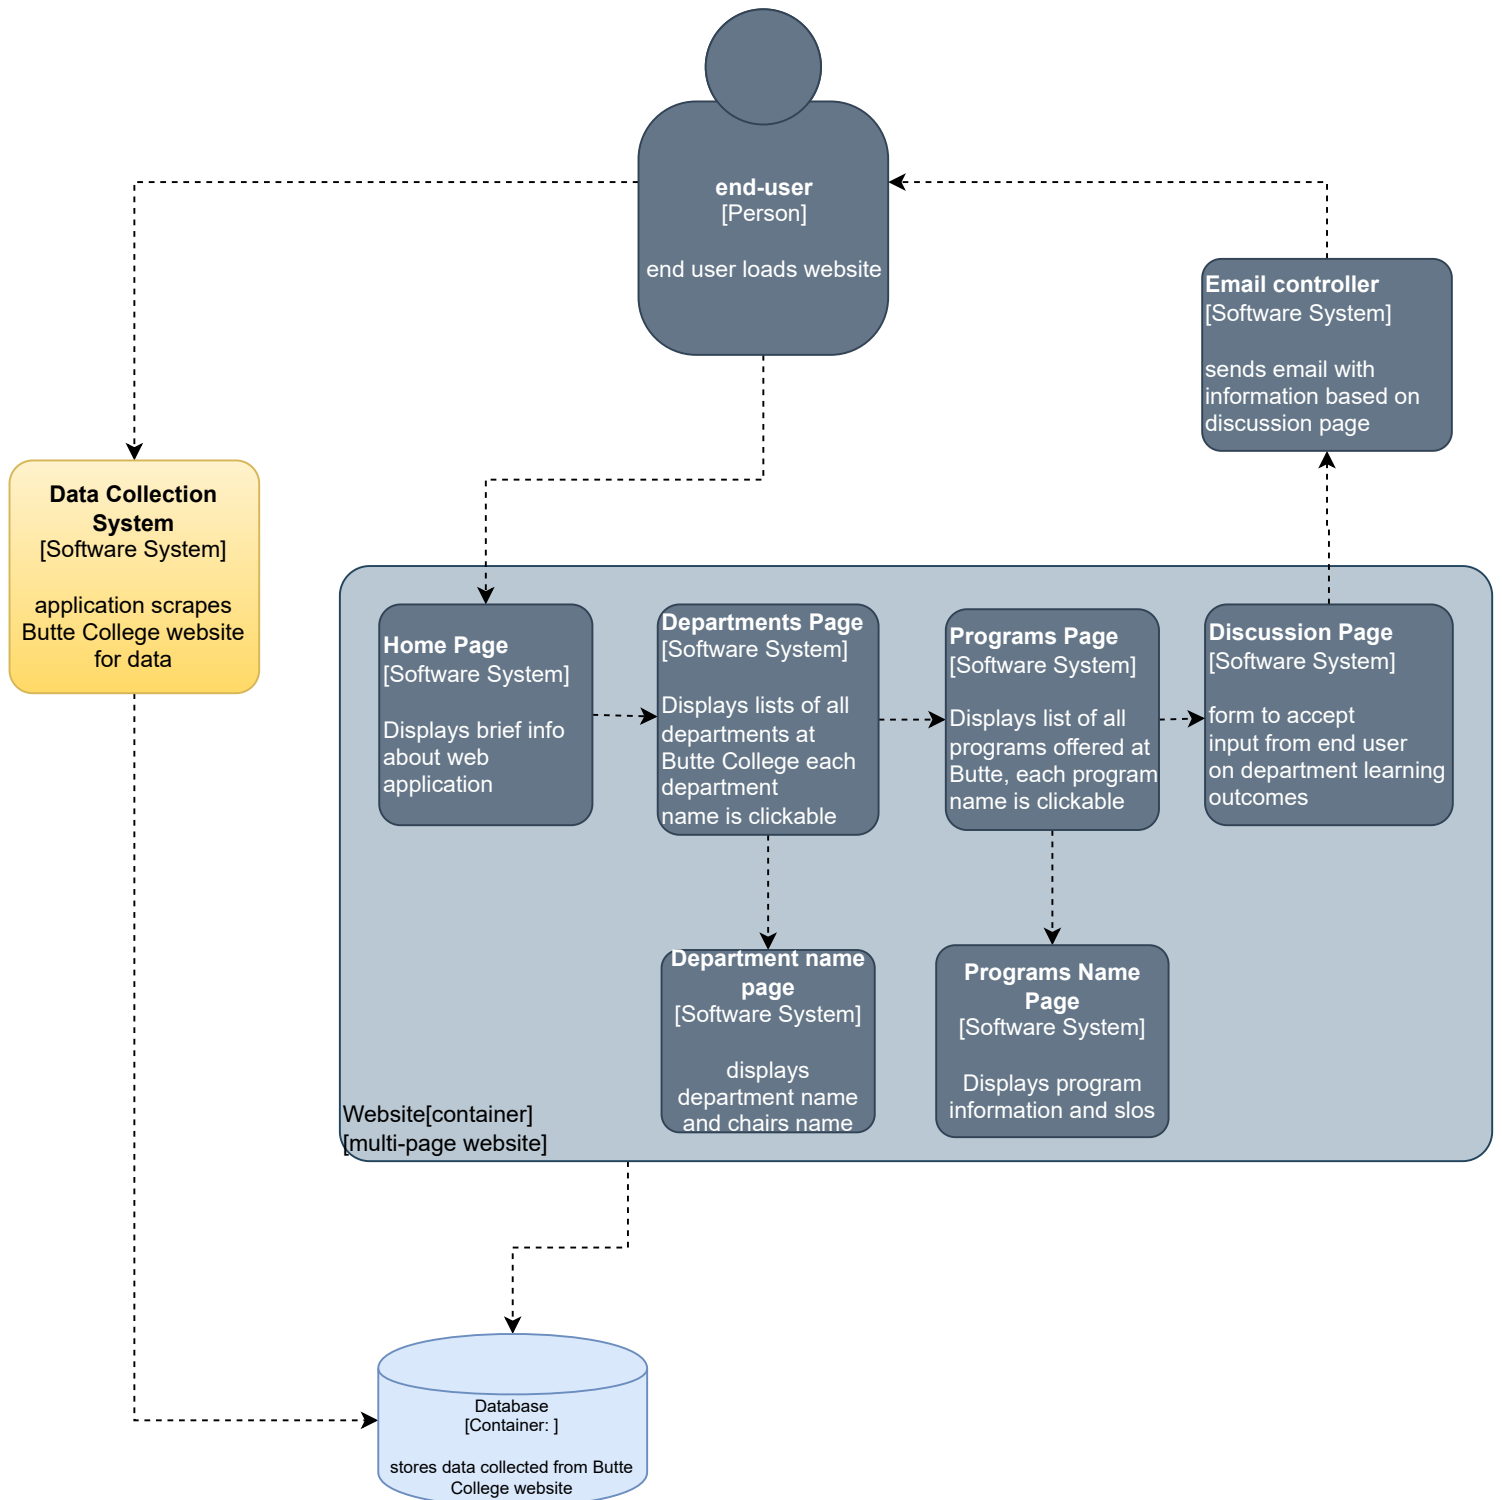 end-user
[Person]
end user loads website
Email controller
[Software System]
sends email with
information based on
discussion page
Data Collection
System
[Software System]
application scrapes
Butte College website
for data
Home Page
[Software System]
Displays brief info
about web
application
Departments Page
[Software System]
Displays lists of all
departments at
Butte College each
department
name is clickable
Programs Page
[Software System]
Displays list of all
programs offered at
Butte, each program
name is clickable
Discussion Page
[Software System]
form to accept
input from end user
on department learning
outcomes
Department name
page
[Software System]
displays
department name
and chairs name
Programs Name
Page
[Software System]
Displays program
information and slos
Website[container]
[multi-page website]
Database
[Container: ]
stores data collected from Butte
College website